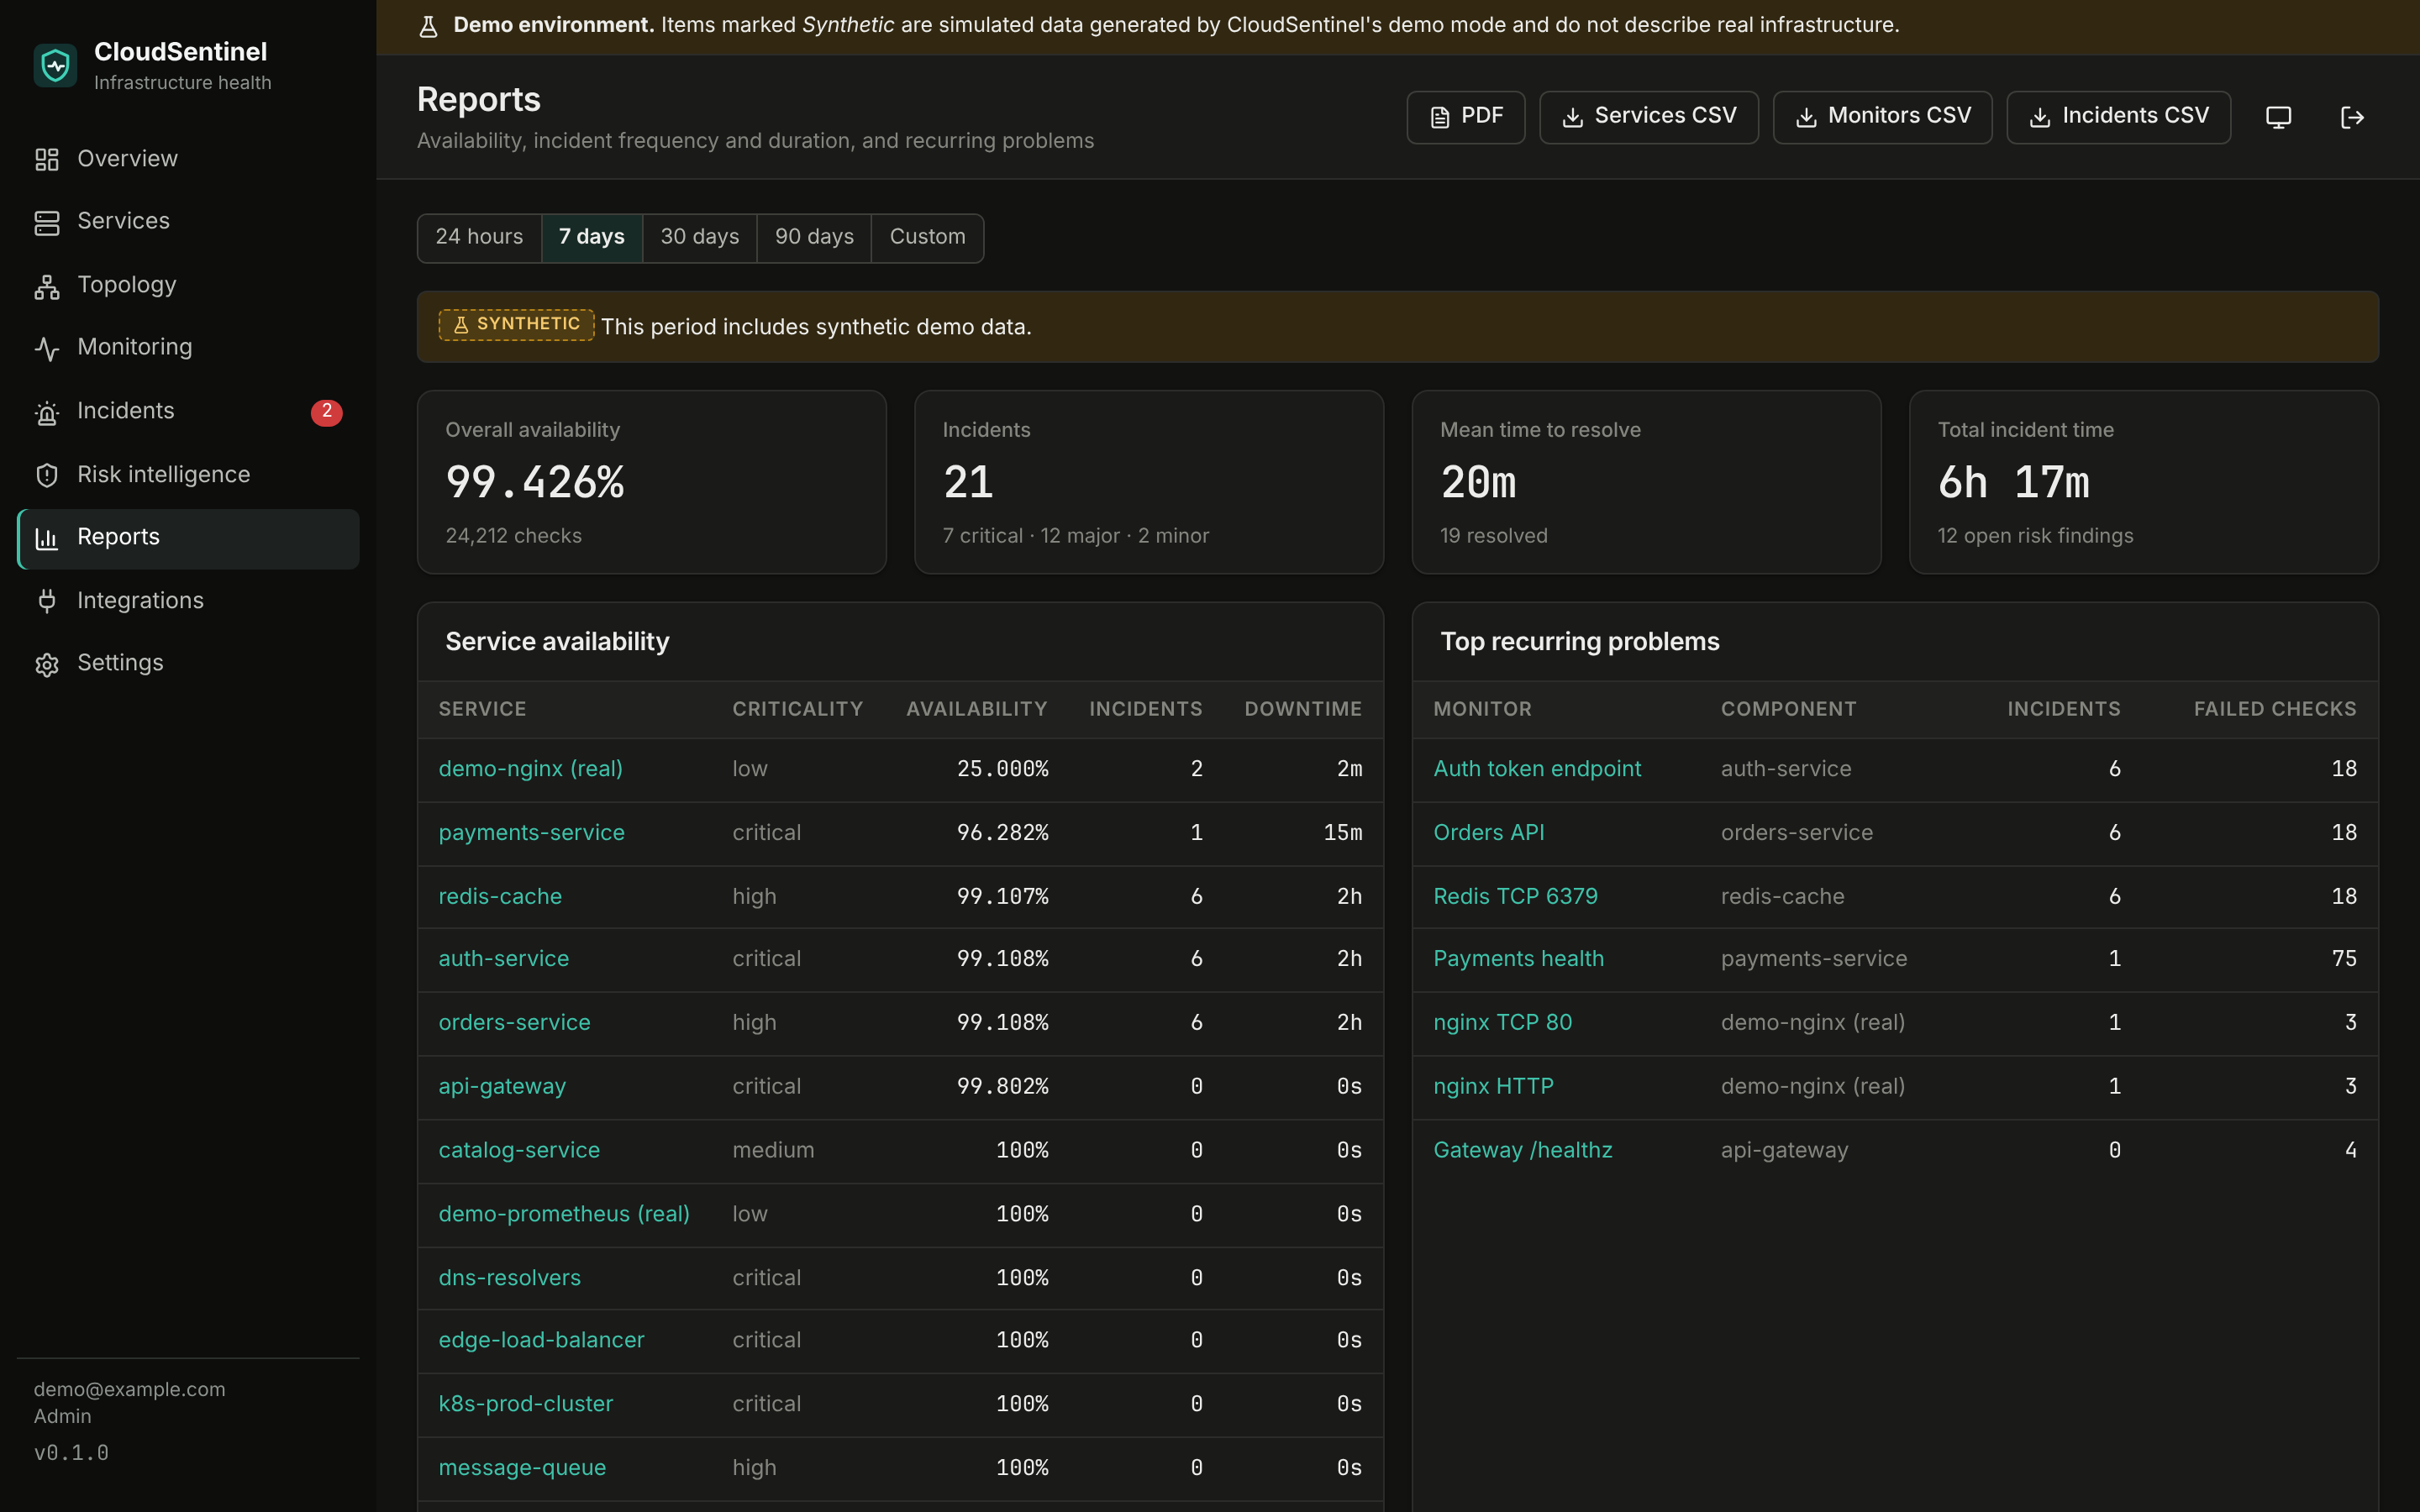 CloudSentinel
Infrastructure health
Overview
Services
Topology
Monitoring
Incidents 2
Risk intelligence
Reports
Integrations
Settings
demo@example.com
Admin
v0.1.0
Demo environment. Items marked Synthetic are simulated data generated by CloudSentinel's demo mode and do not describe real infrastructure.
Reports
Availability, incident frequency and duration, and recurring problems
PDF Services CSV Monitors CSV Incidents CSV
24 hours 7 days 30 days 90 days Custom
SYNTHETIC This period includes synthetic demo data.
Overall availability
99.426%
24,212 checks
Incidents
21
7 critical · 12 major · 2 minor
Mean time to resolve
20m
19 resolved
Total incident time
6h 17m
12 open risk findings
Service availability
SERVICE CRITICALITY AVAILABILITY INCIDENTS DOWNTIME
demo-nginx (real) low 25.000% 2 2m
payments-service critical 96.282% 1 15m
redis-cache high 99.107% 6 2h
auth-service critical 99.108% 6 2h
orders-service high 99.108% 6 2h
api-gateway critical 99.802% 0 0s
catalog-service medium 100% 0 0s
demo-prometheus (real) low 100% 0 0s
dns-resolvers critical 100% 0 0s
edge-load-balancer critical 100% 0 0s
k8s-prod-cluster critical 100% 0 0s
message-queue high 100% 0 0s
Top recurring problems
MONITOR COMPONENT INCIDENTS FAILED CHECKS
Auth token endpoint auth-service 6 18
Orders API orders-service 6 18
Redis TCP 6379 redis-cache 6 18
Payments health payments-service 1 75
nginx TCP 80 demo-nginx (real) 1 3
nginx HTTP demo-nginx (real) 1 3
Gateway /healthz api-gateway 0 4